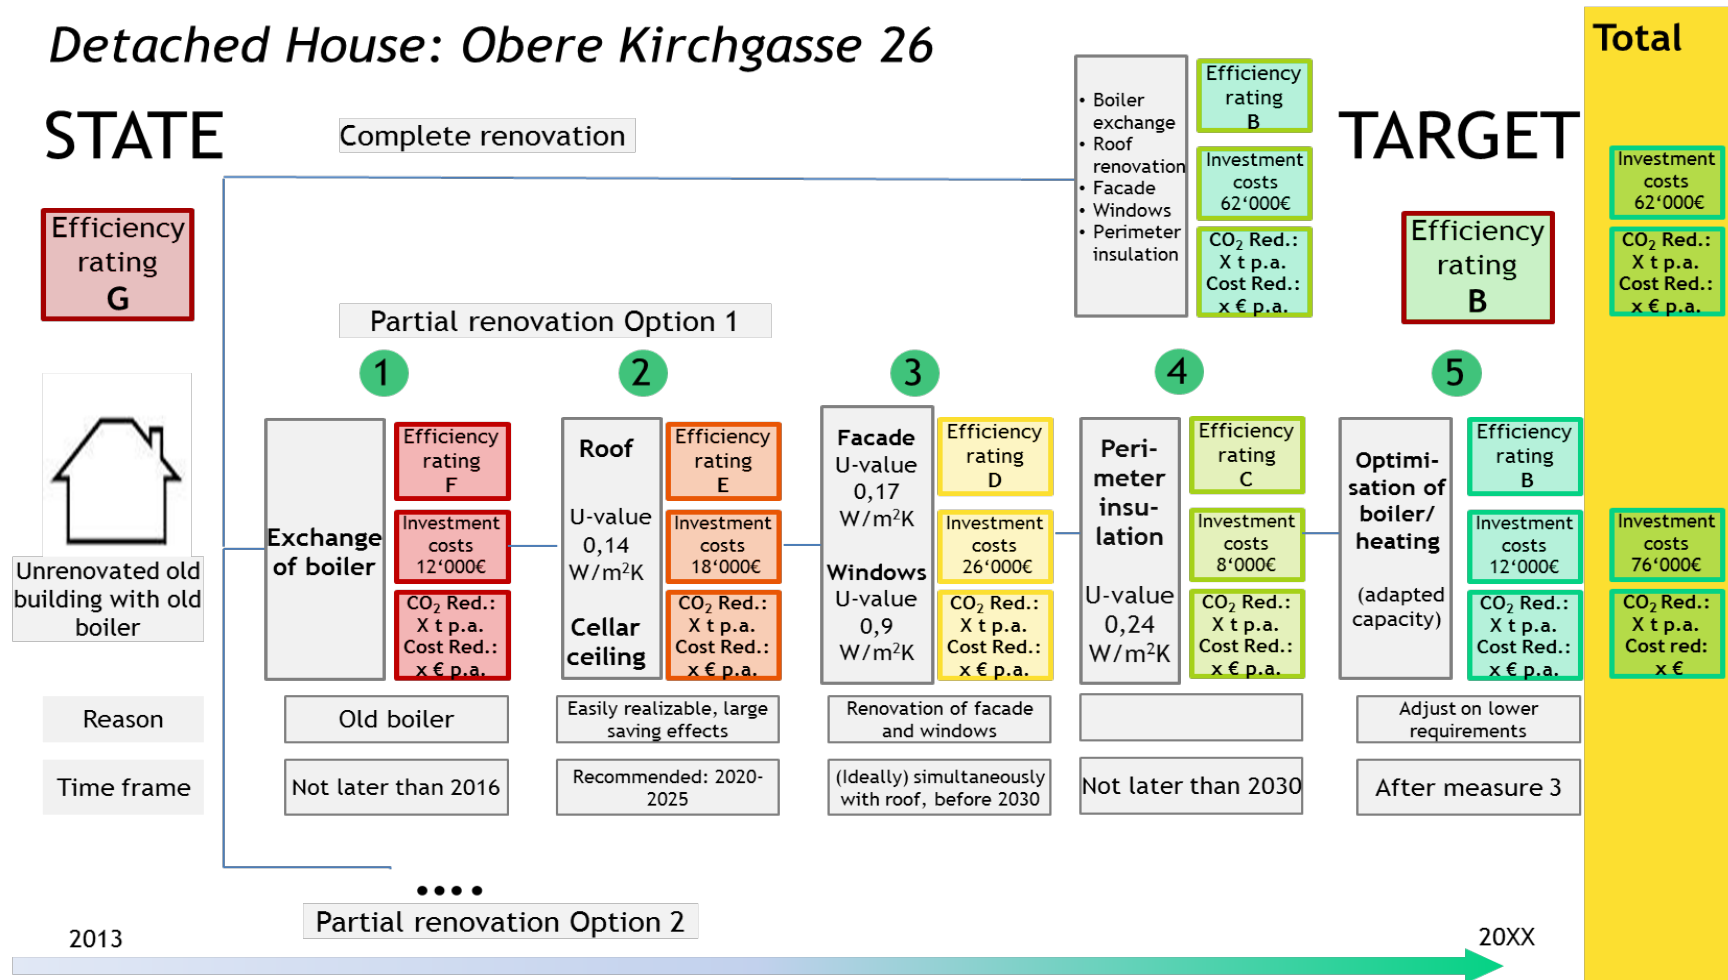 Detached House: Obere Kirchgasse 26
Total
STATE
Complete renovation
• Boiler
exchange
• Roof
renovation
• Facade
• Windows
• Perimeter
insulation
Efficiency
rating
B
Investment
costs
62‘000€
CO2 Red.:
X t p.a.
Cost Red.:
x € p.a.
TARGET
Efficiency
rating
G
Efficiency
rating
B
Investment
costs
62‘000€
CO2 Red.:
X t p.a.
Cost Red.:
x € p.a.
Partial renovation Option 1
1
2
3
4
5
Unrenovated old
building with old
boiler
Exchange
of boiler
Efficiency
rating
F
Investment
costs
12‘000€
CO2 Red.:
X t p.a.
Cost Red.:
x € p.a.
Roof
U-value
0,14
W/m²K
Cellar
ceiling
Efficiency
rating
E
Investment
costs
18‘000€
CO2 Red.:
X t p.a.
Cost Red.:
x € p.a.
Facade
U-value
0,17
W/m²K
Windows
U-value
0,9
W/m²K
Efficiency
rating
D
Investment
costs
26‘000€
CO2 Red.:
X t p.a.
Cost Red.:
x € p.a.
Peri-
meter
insu-
lation
U-value
0,24
W/m²K
Efficiency
rating
C
Investment
costs
8‘000€
CO2 Red.:
X t p.a.
Cost Red.:
x € p.a.
Optimi-
sation of
boiler/
heating
(adapted
capacity)
Efficiency
rating
B
Investment
costs
12‘000€
CO2 Red.:
X t p.a.
Cost Red.:
x € p.a.
Investment
costs
76‘000€
CO2 Red.:
X t p.a.
Cost red:
x €
Reason
Old boiler
Easily realizable, large
saving effects
Renovation of facade
and windows
Adjust on lower
requirements
Time frame
Not later than 2016
Recommended: 2020-
2025
(Ideally) simultaneously
with roof, before 2030
Not later than 2030
After measure 3
••••
Partial renovation Option 2
2013
20XX